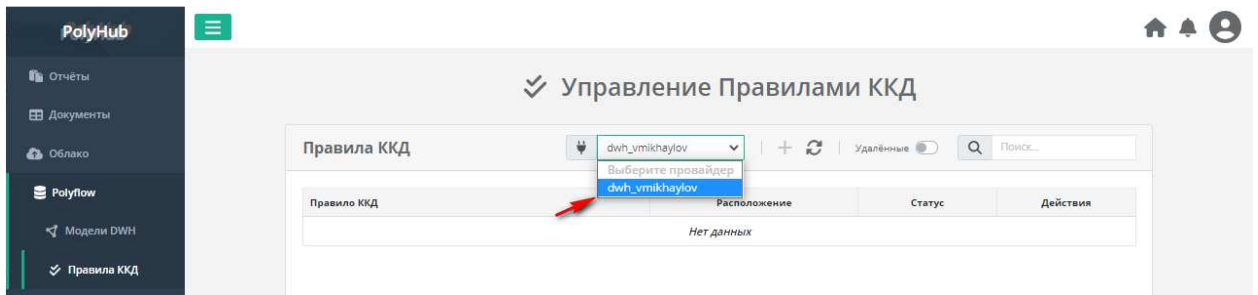 PolyHub
Отчёты
Документы
Облако
Polyflow
Модели DWH
Правила ККД
Управление Правилами ККД
Правила ККД
dwh_vmikhaylov
Удалённые
Поиск...
Выберите провайдер
dwh_vmikhaylov
Правило ККД Расположение Статус Действия
Нет данных